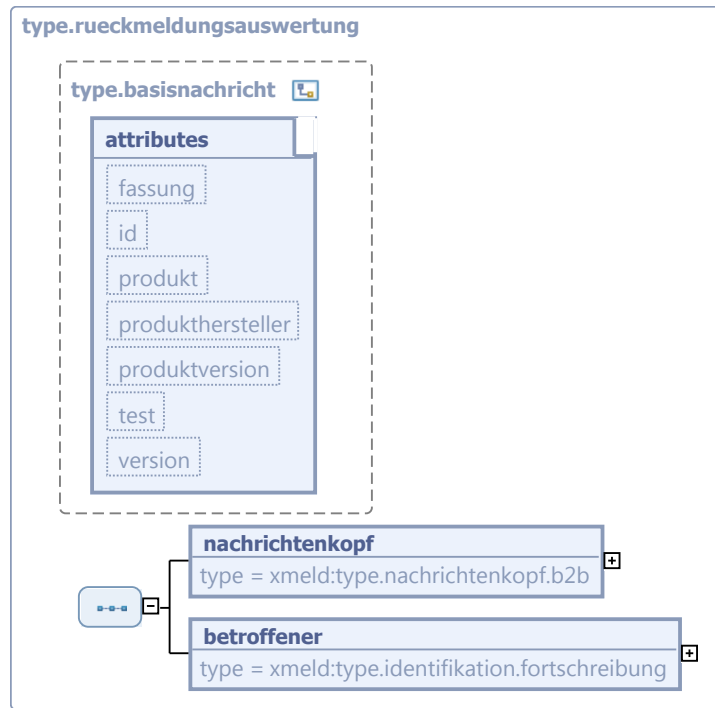 type.rueckmeldungsauswertung
type.basisnachricht
attributes
fassung
id
produkt
produkthersteller
produktversion
test
version
nachrichtenkopf
type = xmeld:type.nachrichtenkopf.b2b
betroffener
type = xmeld:type.identifikation.fortschreibung